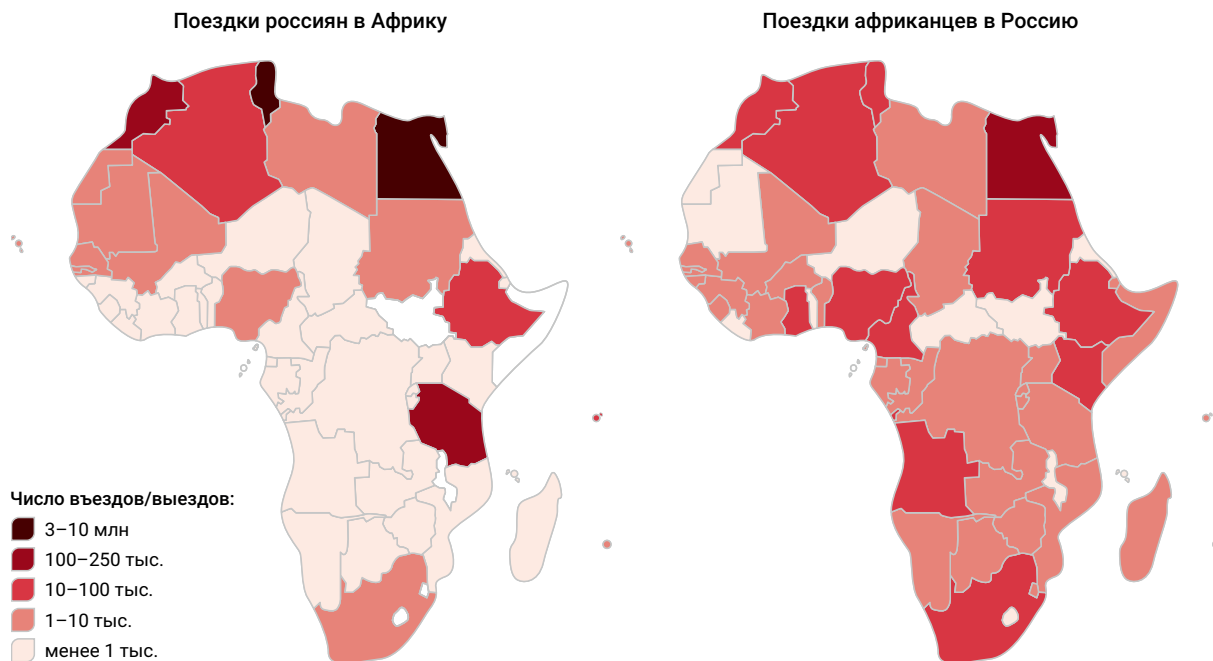 Поездки россиян в Африку
Поездки африканцев в Россию
Число въездов/выездов:
3–10 млн
100–250 тыс.
10–100 тыс.
1–10 тыс.
менее 1 тыс.